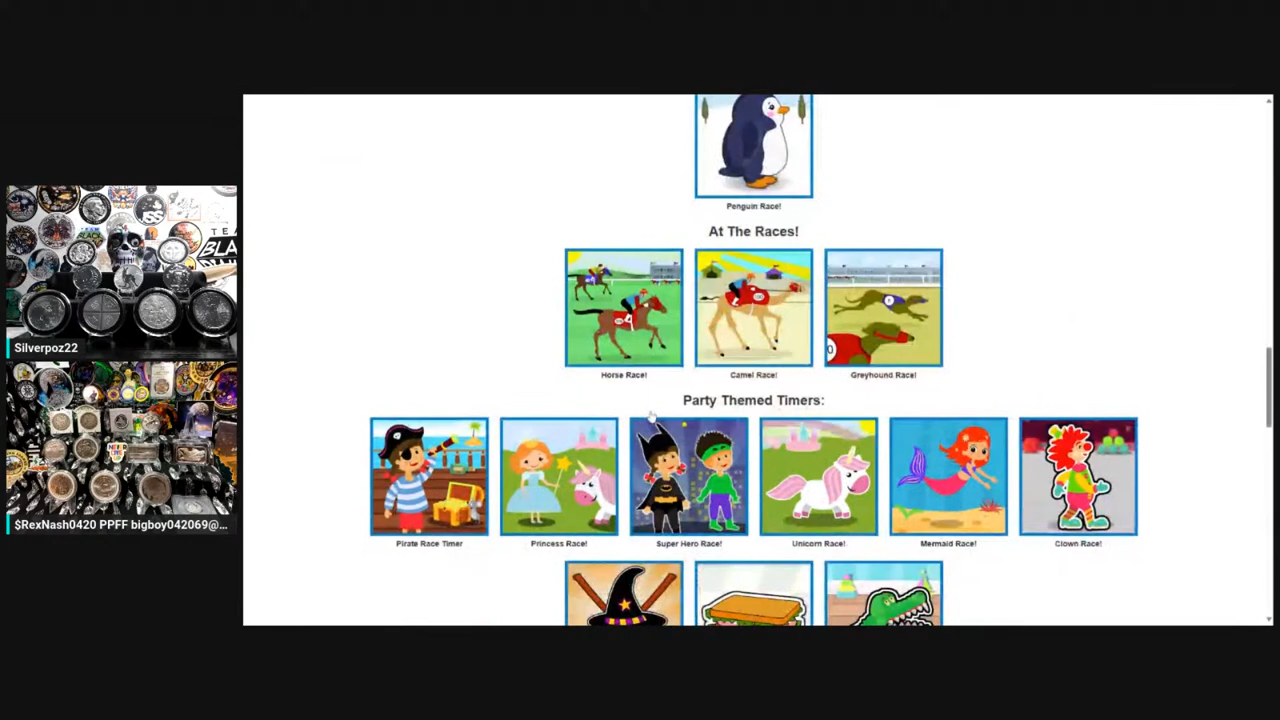 Penguin Race!
At The Races!
Horse Race!
Camel Race!
Greyhound Race!
Party Themed Timers:
Pirate Race Timer
Princess Race!
Super Hero Race!
Unicorn Race!
Mermaid Race!
Clown Race!
Silverpoz22
$RexNash0420 PPFF bigboy042069@...